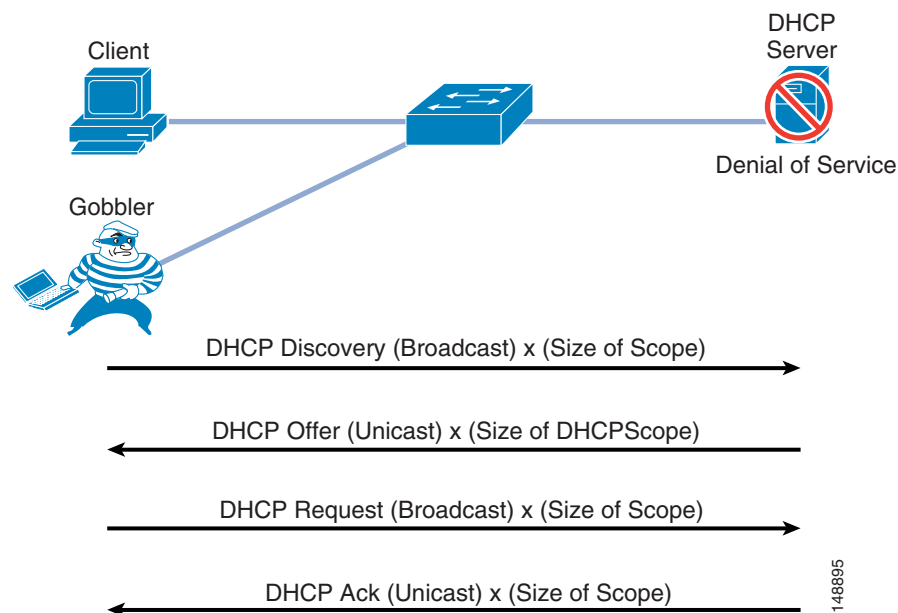 Client
DHCP
Server
Denial of Service
Gobbler
DHCP Discovery (Broadcast) x (Size of Scope)
DHCP Offer (Unicast) x (Size of DHCPScope)
DHCP Request (Broadcast) x (Size of Scope)
DHCP Ack (Unicast) x (Size of Scope)
148895